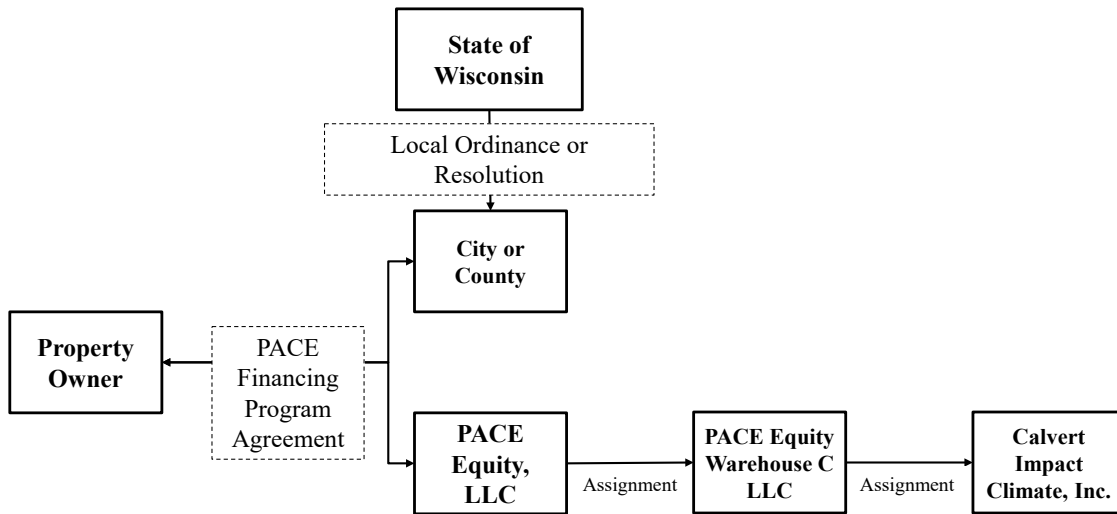 State of
Wisconsin
Local Ordinance or
Resolution
City or
County
Property
Owner
PACE
Financing
Program
Agreement
PACE
Equity,
LLC
Assignment
PACE Equity
Warehouse C
LLC
Assignment
Calvert
Impact
Climate, Inc.